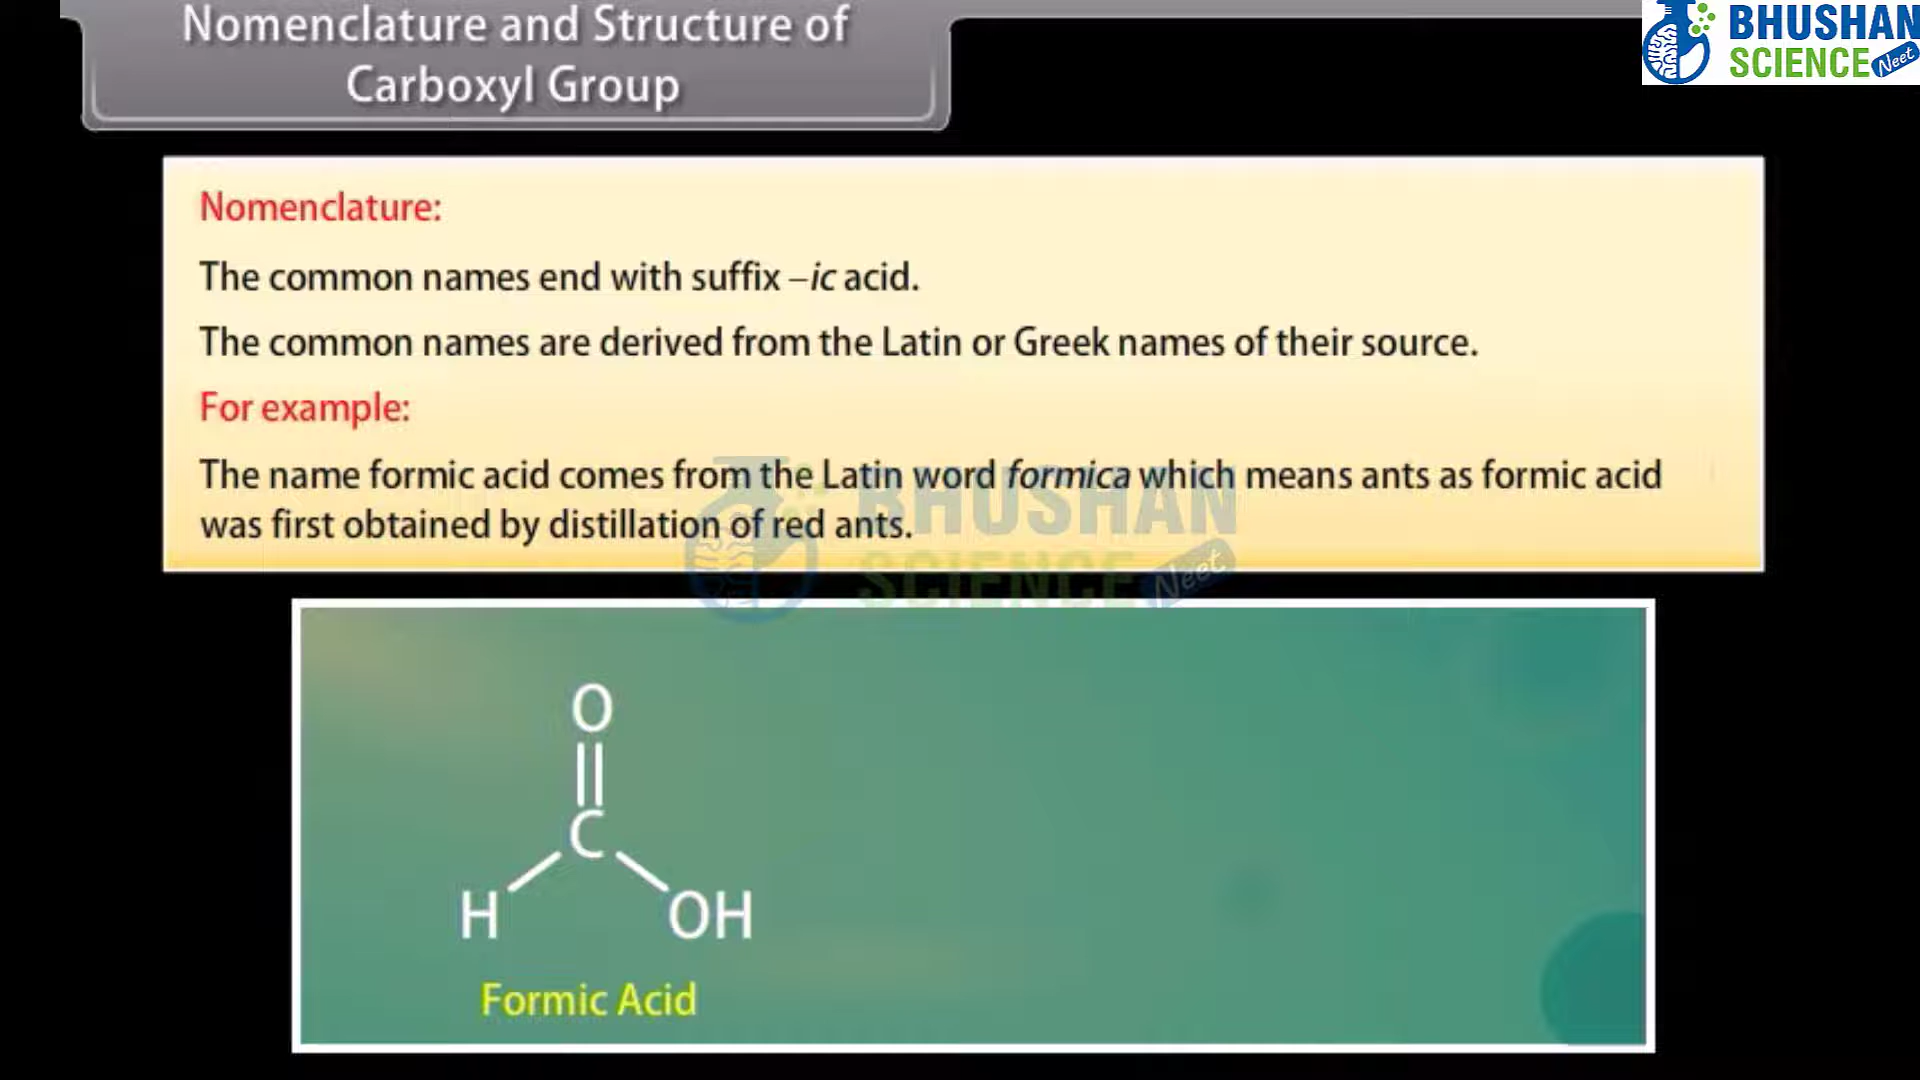 Nomenclature and Structure of
Carboxyl Group
BHUSHAN
SCIENCE Neet
Nomenclature:
The common names end with suffix –ic acid.
The common names are derived from the Latin or Greek names of their source.
For example:
The name formic acid comes from the Latin word formica which means ants as formic acid
was first obtained by distillation of red ants.
BHUSHAN
SCIENCE Neet
O
C
H OH
Formic Acid